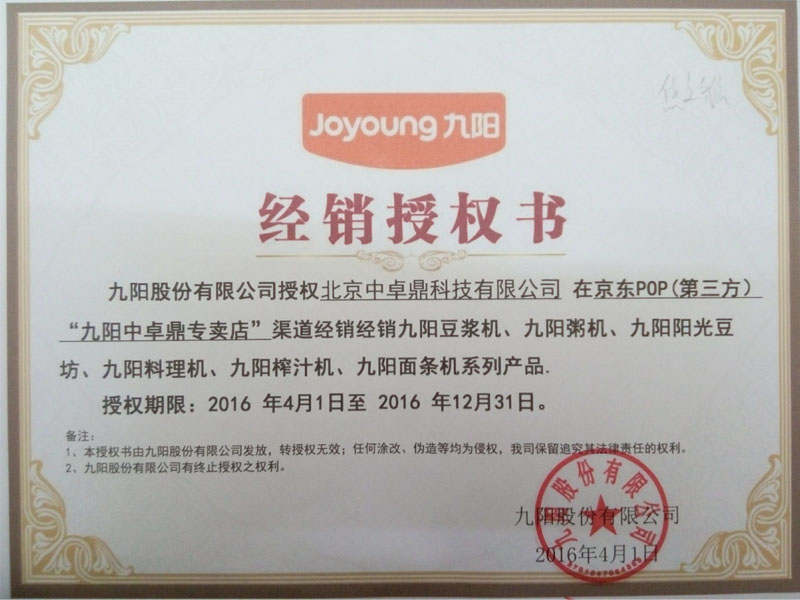 Joyoung 九阳
经销授权书
九阳股份有限公司授权北京中卓鼎科技有限公司 在京东POP(第三方)
“九阳中卓鼎专卖店”渠道经销经销九阳豆浆机、九阳粥机、九阳阳光豆
坊、九阳料理机、九阳榨汁机、九阳面条机系列产品.
授权期限：2016 年4月1日至 2016 年12月31日。
备注：
1、本授权书由九阳股份有限公司发放，转授权无效；任何涂改、伪造等均为侵权，我司保留追究其法律责任的权利。
2、九阳股份有限公司有终止授权之权利。
九阳股份有限公司
九阳股份有限公司
2016年4月1日